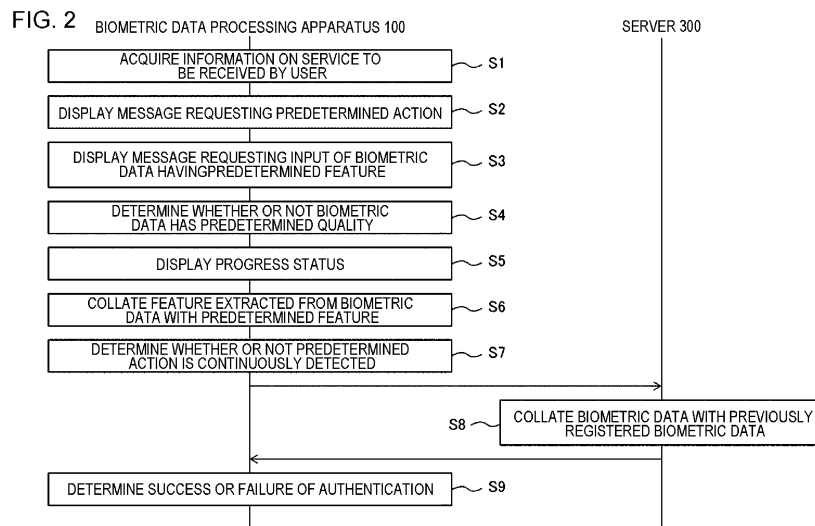 FIG. 2
BIOMETRIC DATA PROCESSING APPARATUS 100
SERVER 300
ACQUIRE INFORMATION ON SERVICE TO
BE RECEIVED BY USER
S1
DISPLAY MESSAGE REQUESTING PREDETERMINED ACTION
S2
DISPLAY MESSAGE REQUESTING INPUT OF BIOMETRIC
DATA HAVINGPREDETERMINED FEATURE
S3
DETERMINE WHETHER OR NOT BIOMETRIC
DATA HAS PREDETERMINED QUALITY
S4
DISPLAY PROGRESS STATUS
S5
COLLATE FEATURE EXTRACTED FROM BIOMETRIC
DATA WITH PREDETERMINED FEATURE
S6
DETERMINE WHETHER OR NOT PREDETERMINED
ACTION IS CONTINUOUSLY DETECTED
S7
S8
COLLATE BIOMETRIC DATA WITH PREVIOUSLY
REGISTERED BIOMETRIC DATA
DETERMINE SUCCESS OR FAILURE OF AUTHENTICATION
S9